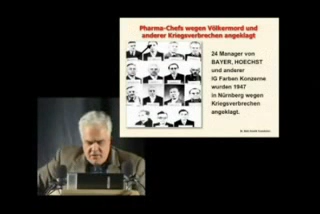 Pharma-Chefs wegen Völkermord und
anderer Kriegsverbrechen angeklagt
24 Manager von
BAYER, HOECHST
und anderer
IG Farben Konzerne
wurden 1947
in Nürnberg wegen
Kriegsverbrechen
angeklagt.